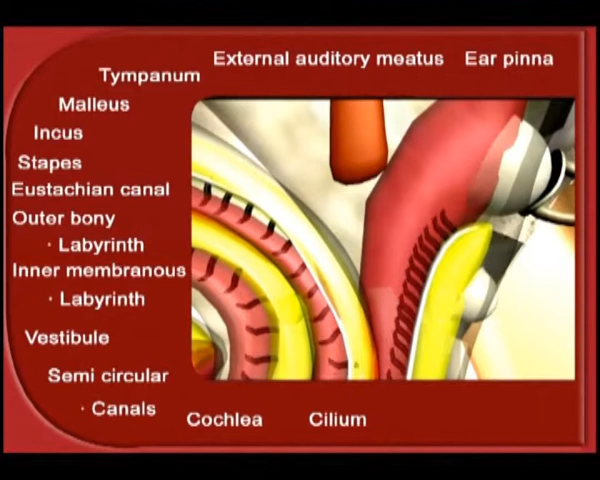 External auditory meatus
Ear pinna
Tympanum
Malleus
Incus
Stapes
Eustachian canal
Outer bony
· Labyrinth
Inner membranous
· Labyrinth
Vestibule
Semi circular
· Canals
Cochlea
Cilium